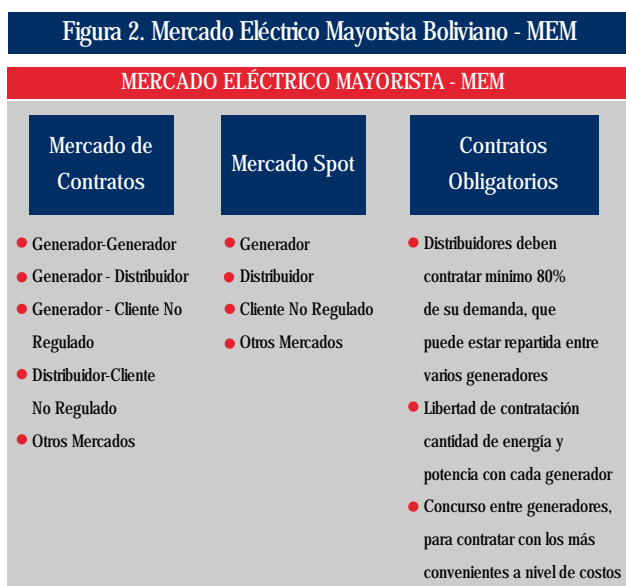 Figura 2. Mercado Eléctrico Mayorista Boliviano - MEM
MERCADO ELÉCTRICO MAYORISTA - MEM
Mercado de
Contratos
Generador-Generador
Generador - Distribuidor
Generador - Cliente No
Regulado
Distribuidor-Cliente
No Regulado
Otros Mercados
Mercado Spot
Generador
Distribuidor
Cliente No Regulado
Otros Mercados
Contratos
Obligatorios
Distribuidores deben
contratar mínimo 80%
de su demanda, que
puede estar repartida entre
varios generadores
Libertad de contratación
cantidad de energía y
potencia con cada generador
Concurso entre generadores,
para contratar con los más
convenientes a nivel de costos